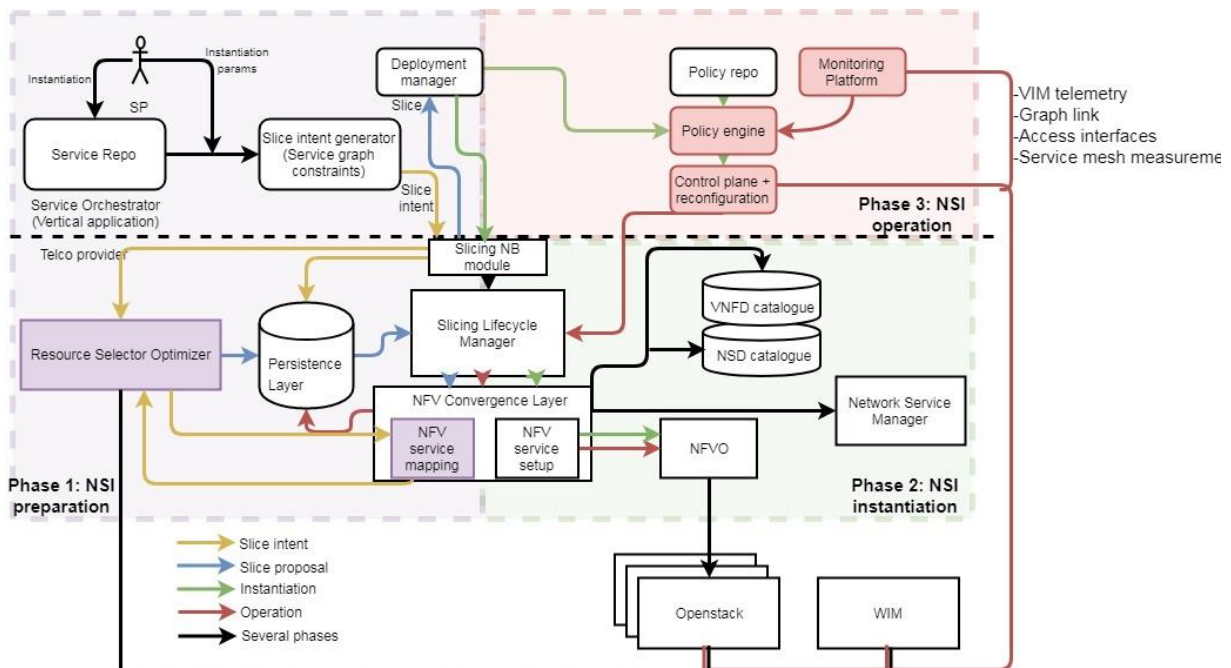 Instantiation
Instantiation
params
SP
Service Repo
Service Orchestrator
(Vertical application)
Slice intent generator
(Service graph
constraints)
Slice
intent
Deployment
manager
Slice
Policy repo
Monitoring
Platform
Policy engine
Control plane +
reconfiguration
Phase 3: NSI
operation
-VIM telemetry
-Graph link
-Access interfaces
-Service mesh measureme
Telco provider
Slicing NB
module
Resource Selector Optimizer
Persistence
Layer
Slicing Lifecycle
Manager
VNFD catalogue
NSD catalogue
NFV Convergence Layer
NFV
service
mapping
NFV
service
setup
NFVO
Network Service
Manager
Phase 1: NSI
preparation
Phase 2: NSI
instantiation
Slice intent
Slice proposal
Instantiation
Operation
Several phases
Openstack
WIM